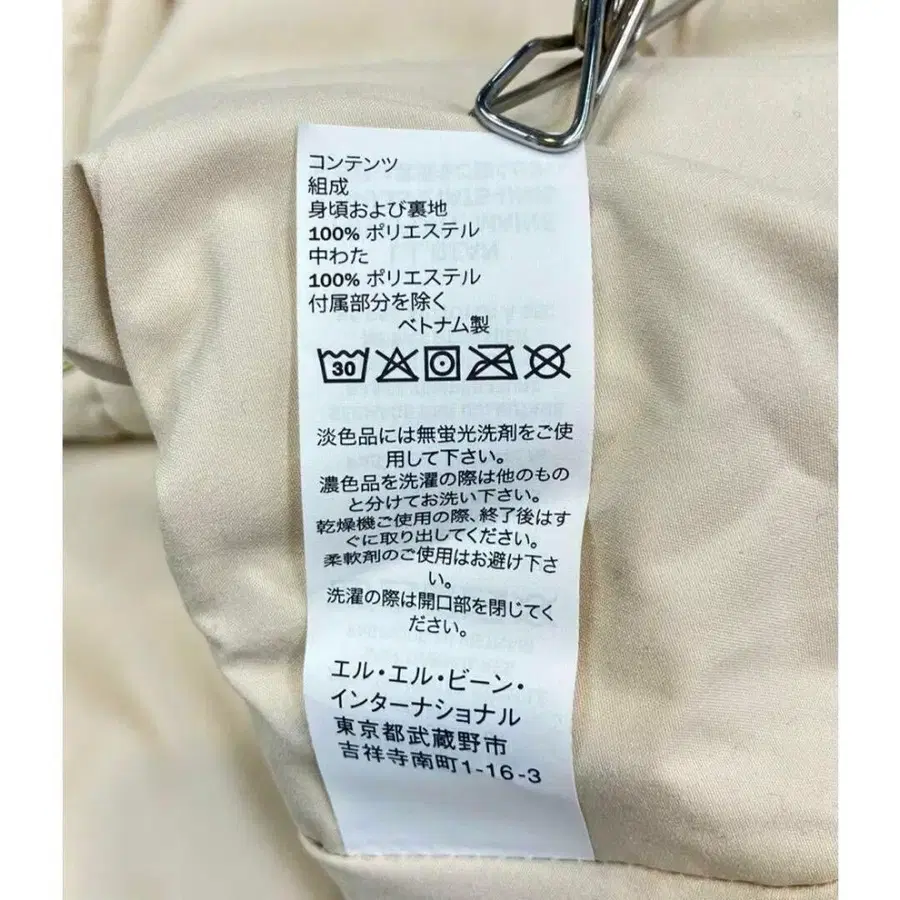 コンテンツ
組成
身頃および裏地
100% ポリエステル
中わた
100% ポリエステル
付属部分を除く
ベトナム製
30
淡色品には無蛍光洗剤をご使
用して下さい。
濃色品を洗濯の際は他のもの
と分けてお洗い下さい。
乾燥機ご使用の際、終了後はす
ぐに取り出してください。
柔軟剤のご使用はお避け下さ
い。
洗濯の際は開口部を閉じてく
ださい。
エル・エル・ビーン・
インターナショナル
東京都武蔵野市
吉祥寺南町1-16-3